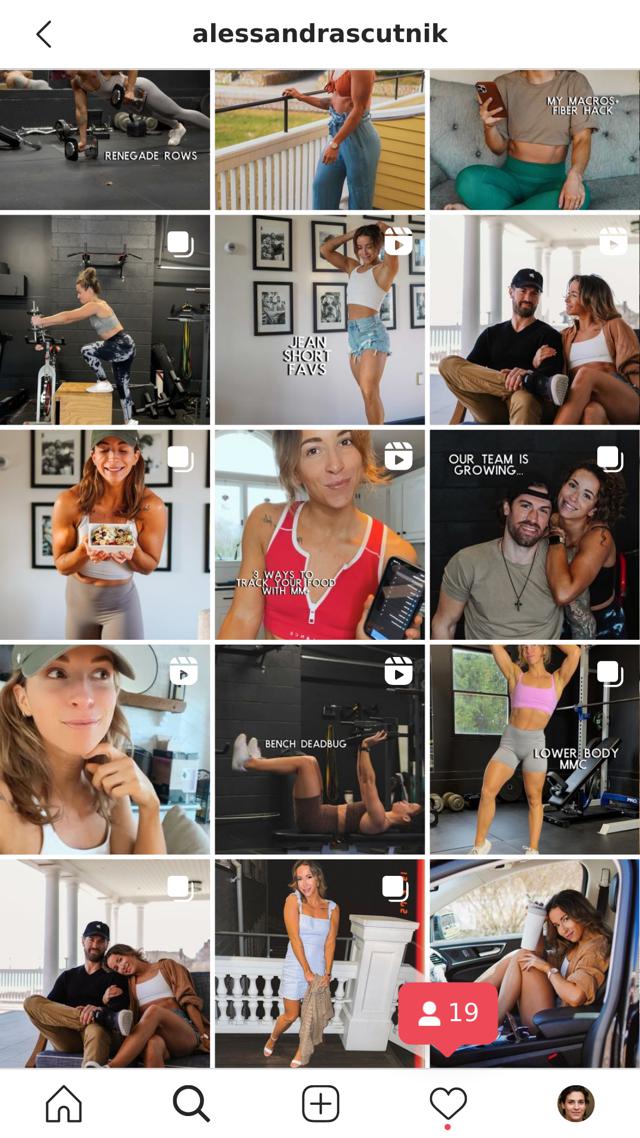 alessandrascutnik
RENEGADE ROWS
MY MACROS+
FIBER HACK
JEAN
SHORT
FAVS
3 WAYS TO
TRACK YOUR FOOD
WITH MM+
OUR TEAM IS
GROWING...
BENCH DEADBUG
LOWER BODY
MMC
19